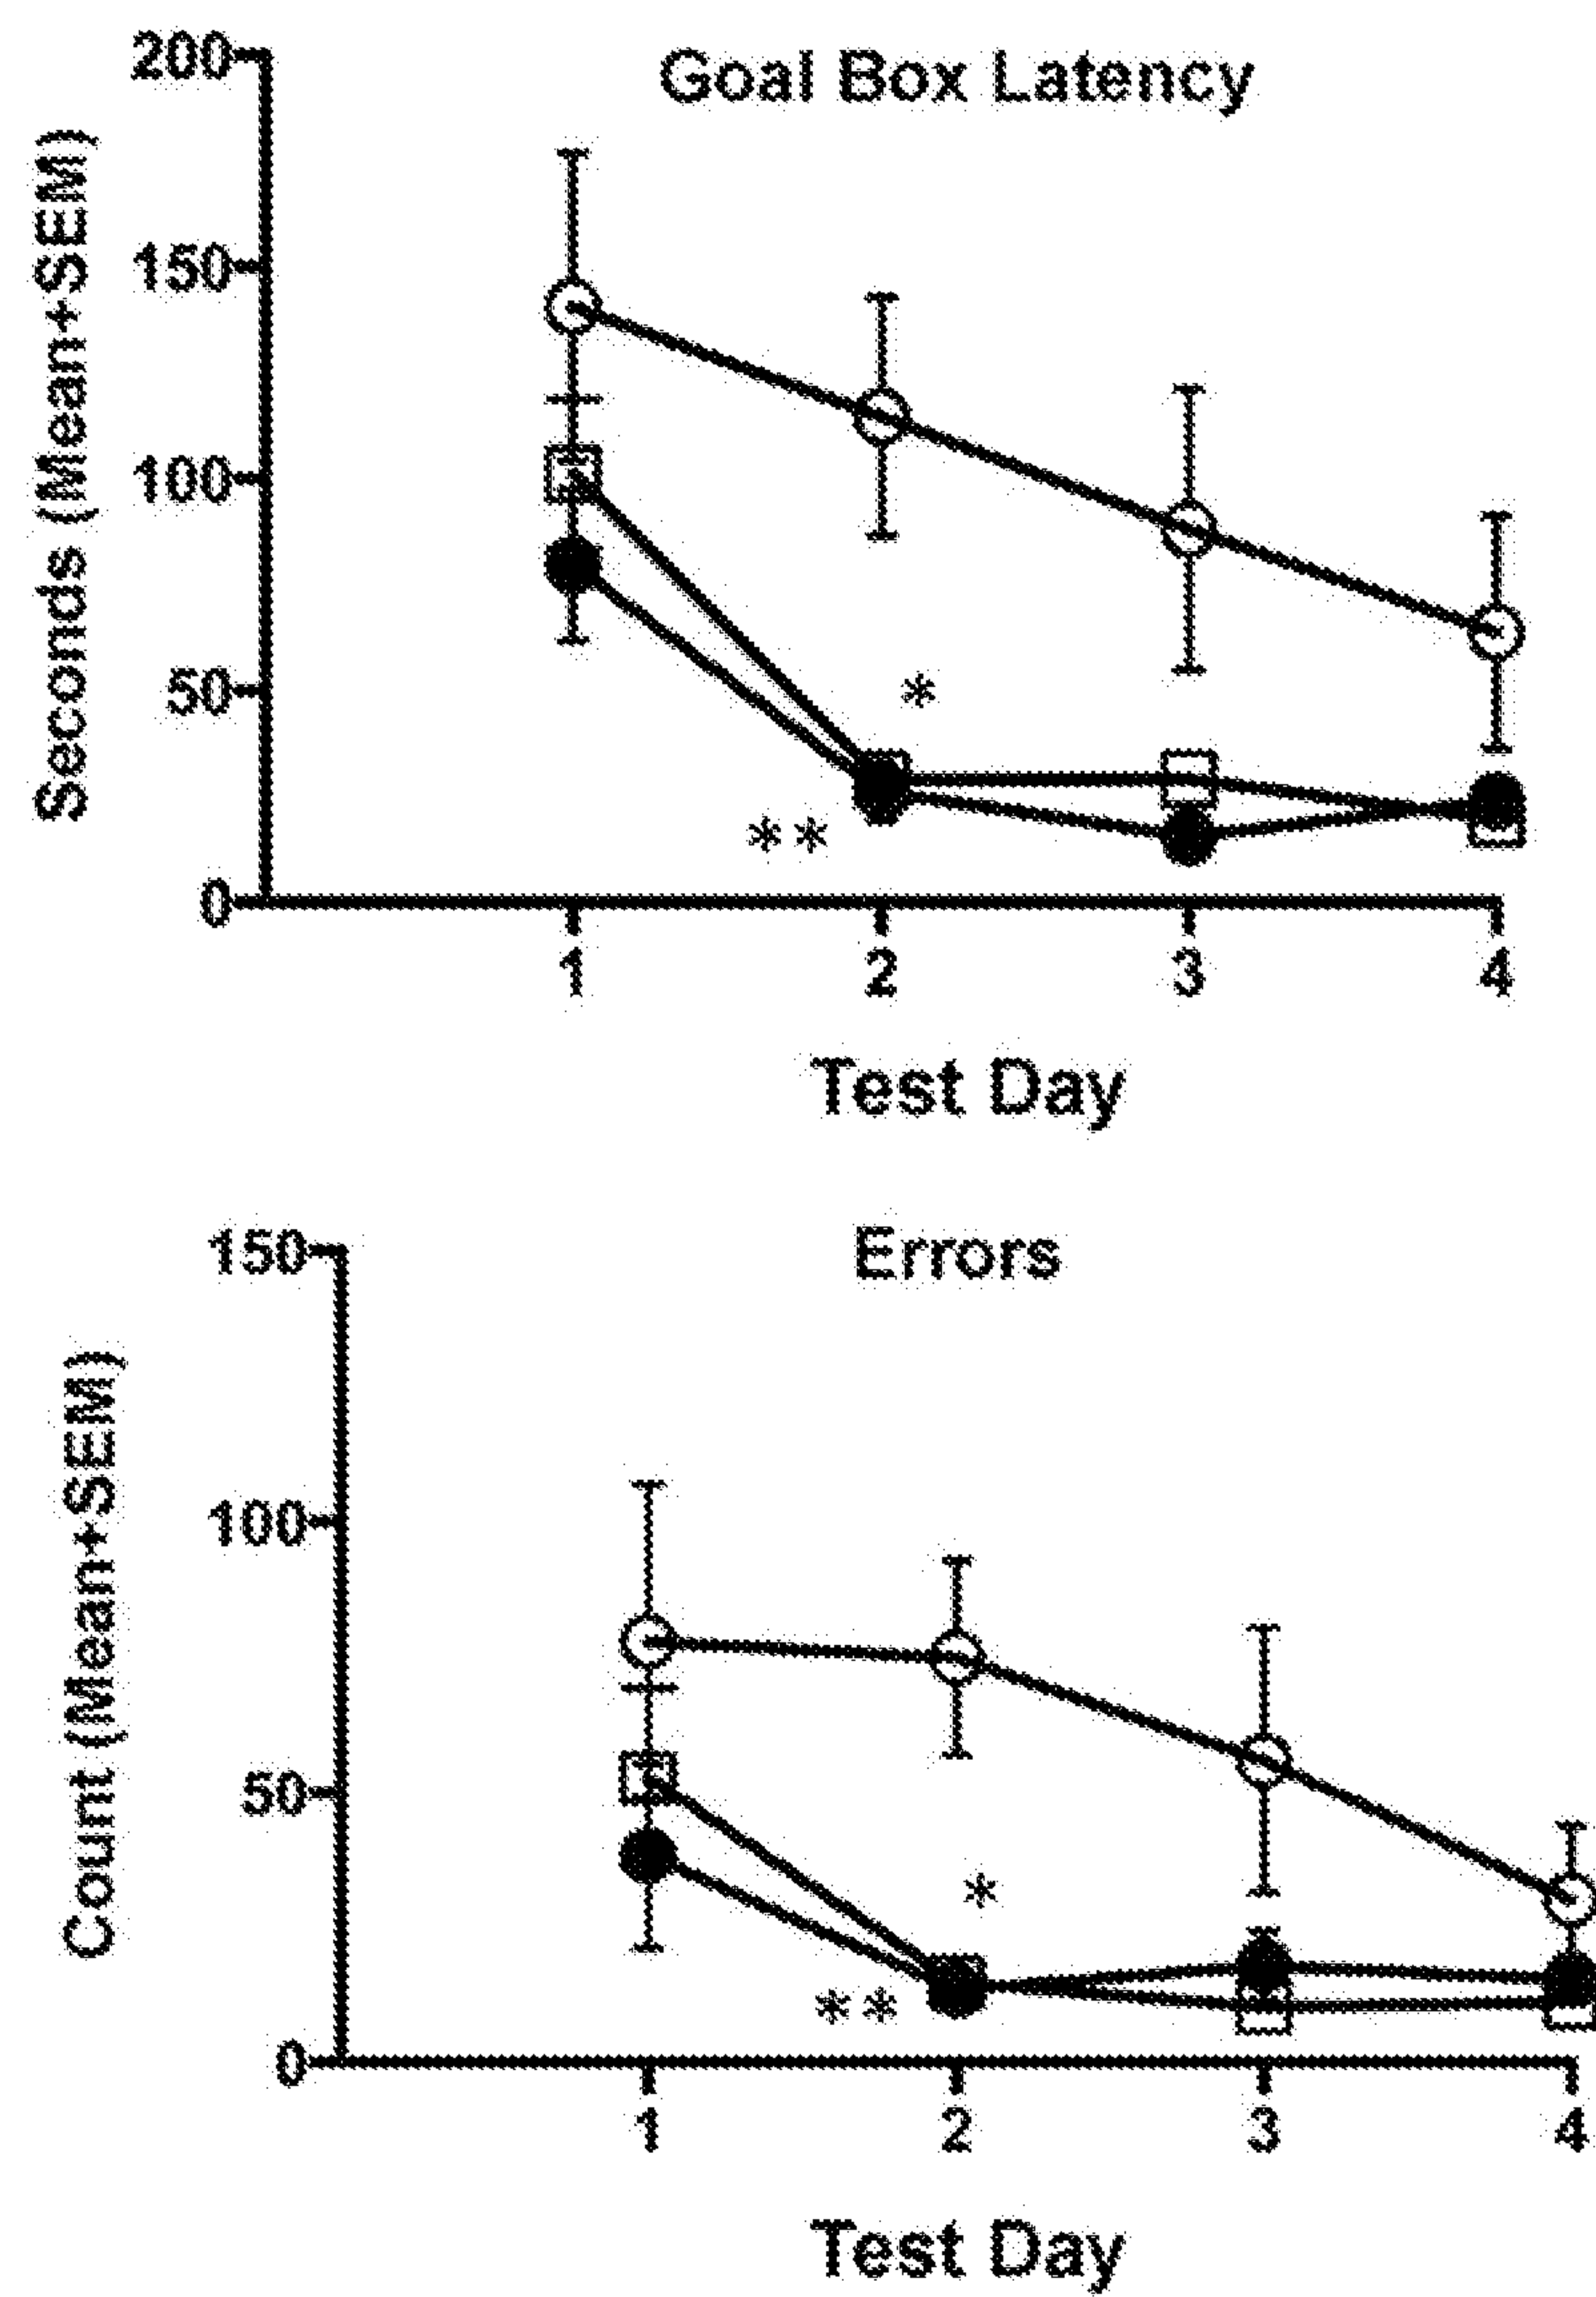 Goal Box Latency
Seconds (Mean+SEM)
200
150
100
50
0
*
**
1 2 3 4
Test Day
Errors
Count (Mean+SEM)
150
100
50
0
*
**
1 2 3 4
Test Day